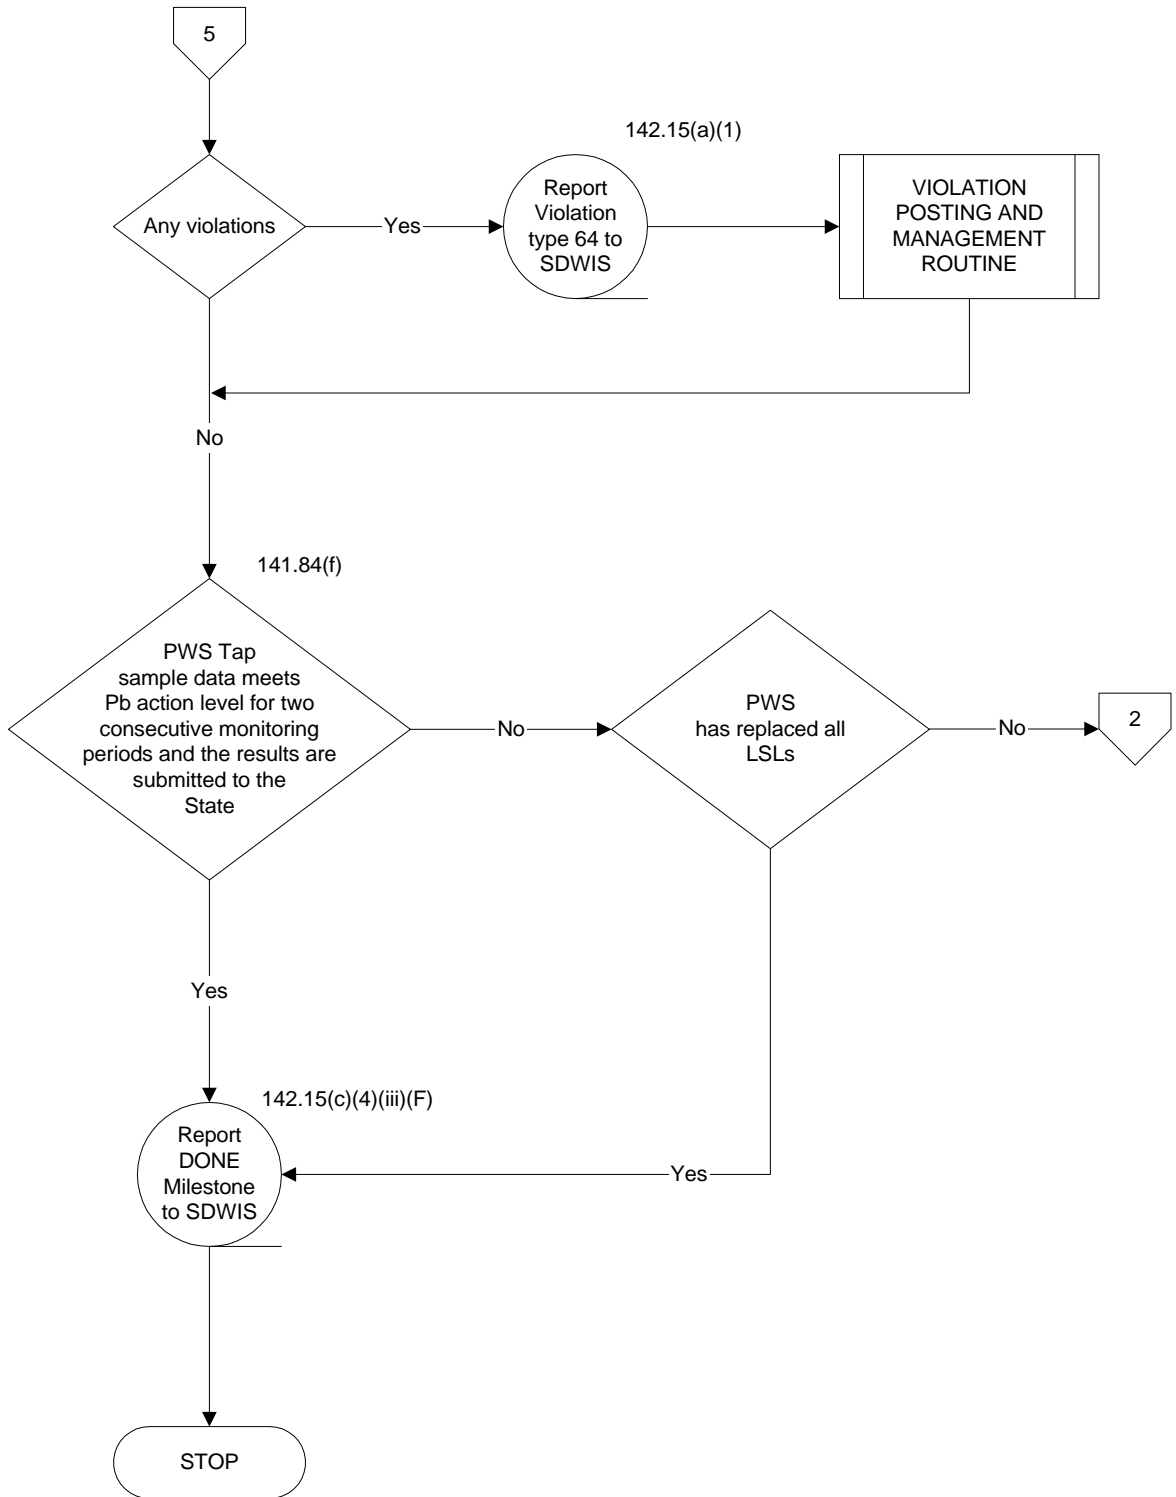 5
142.15(a)(1)
Any violations
Yes
Report
Violation
type 64 to
SDWIS
VIOLATION
POSTING AND
MANAGEMENT
ROUTINE
No
141.84(f)
PWS Tap
sample data meets
Pb action level for two
consecutive monitoring
periods and the results are
submitted to the
State
No
PWS
has replaced all
LSLs
No
2
Yes
142.15(c)(4)(iii)(F)
Report
DONE
Milestone
to SDWIS
Yes
STOP